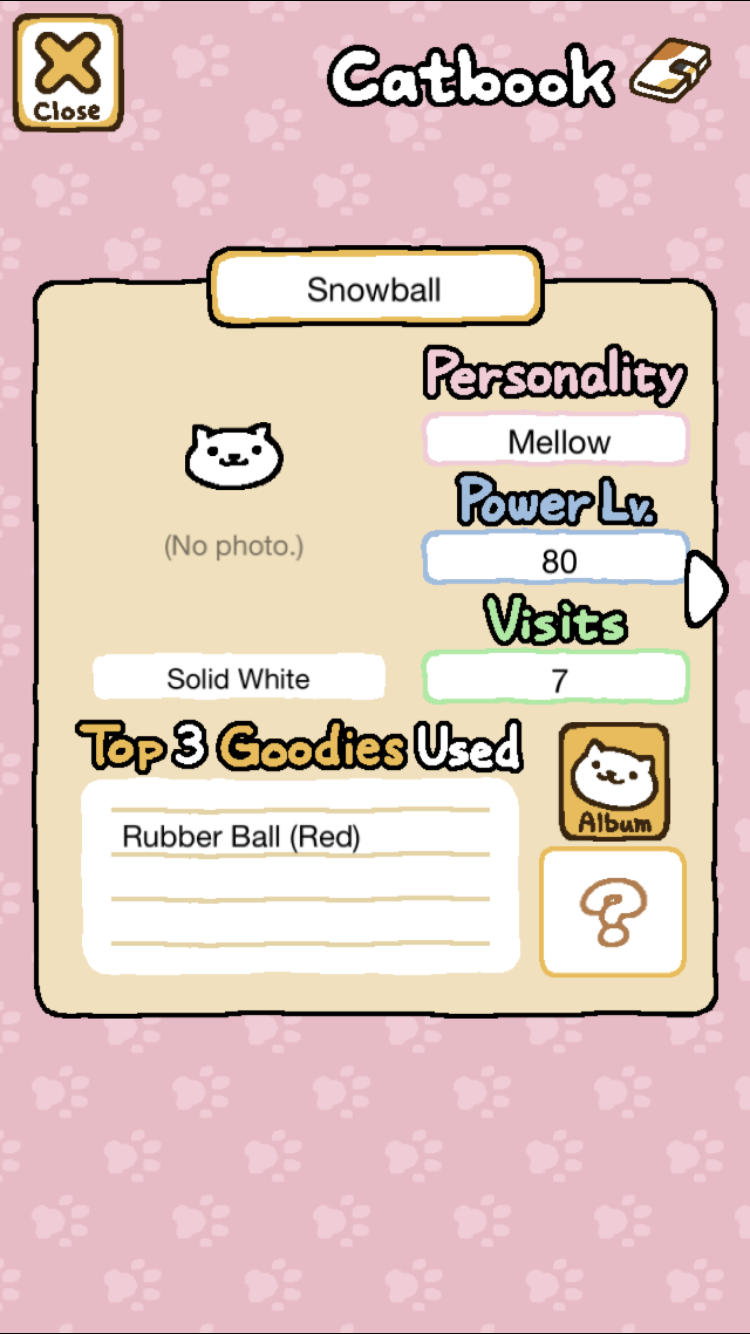 Close
Catbook
Snowball
Personality
Mellow
Power Lv.
80
(No photo.)
Visits
Solid White
7
Top 3 Goodies Used
Album
Rubber Ball (Red)
?